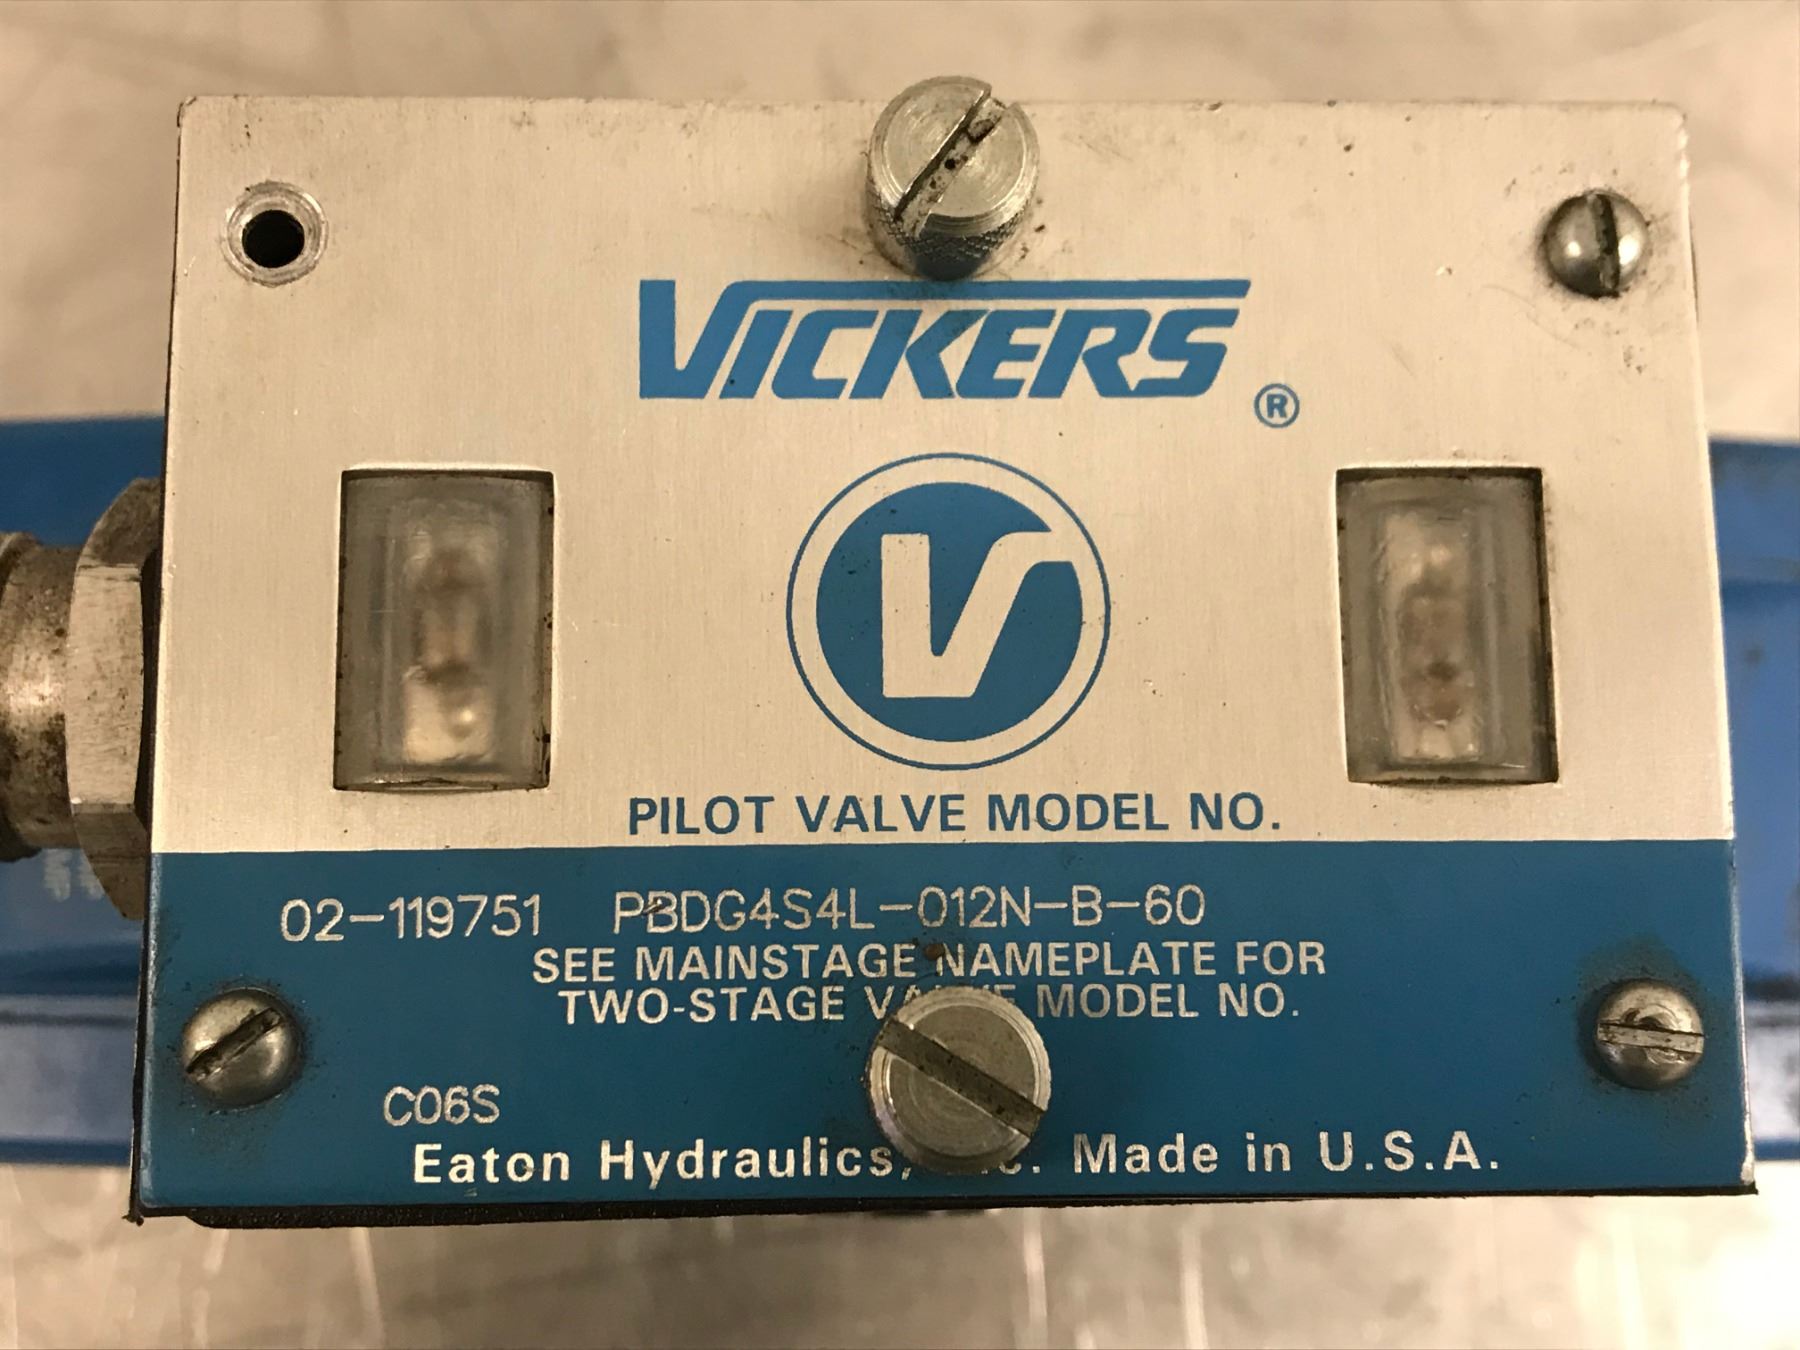 VICKERS ®
V
PILOT VALVE MODEL NO.
02-119751 PBDG4S4L-012N-B-60
SEE MAINSTAGE NAMEPLATE FOR
TWO-STAGE MODEL NO.
C06S
Eaton Hydraulics, Made in U.S.A.